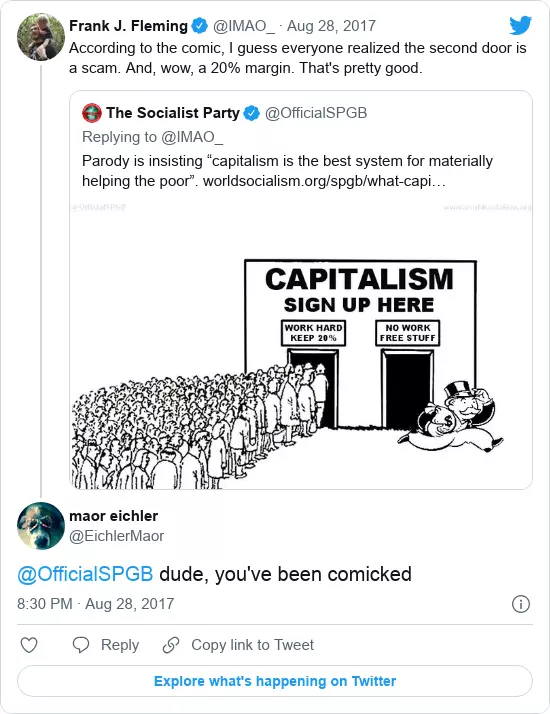 Frank J. Fleming @IMAO_ · Aug 28, 2017
According to the comic, I guess everyone realized the second door is
a scam. And, wow, a 20% margin. That's pretty good.
The Socialist Party @OfficialSPGB
Replying to @IMAO_
Parody is insisting “capitalism is the best system for materially
helping the poor”. worldsocialism.org/spgb/what-capi…
@OfficialSPGB
CAPITALISM
SIGN UP HERE
WORK HARD
KEEP 20%
NO WORK
FREE STUFF
$
maor eichler
@EichlerMaor
@OfficialSPGB dude, you've been comicked
8:30 PM · Aug 28, 2017
Reply
Copy link to Tweet
Explore what's happening on Twitter